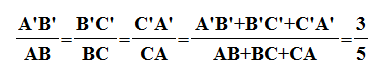 A'B'/AB = B'C'/BC = C'A'/CA = A'B'+B'C'+C'A'/AB+BC+CA = 3/5